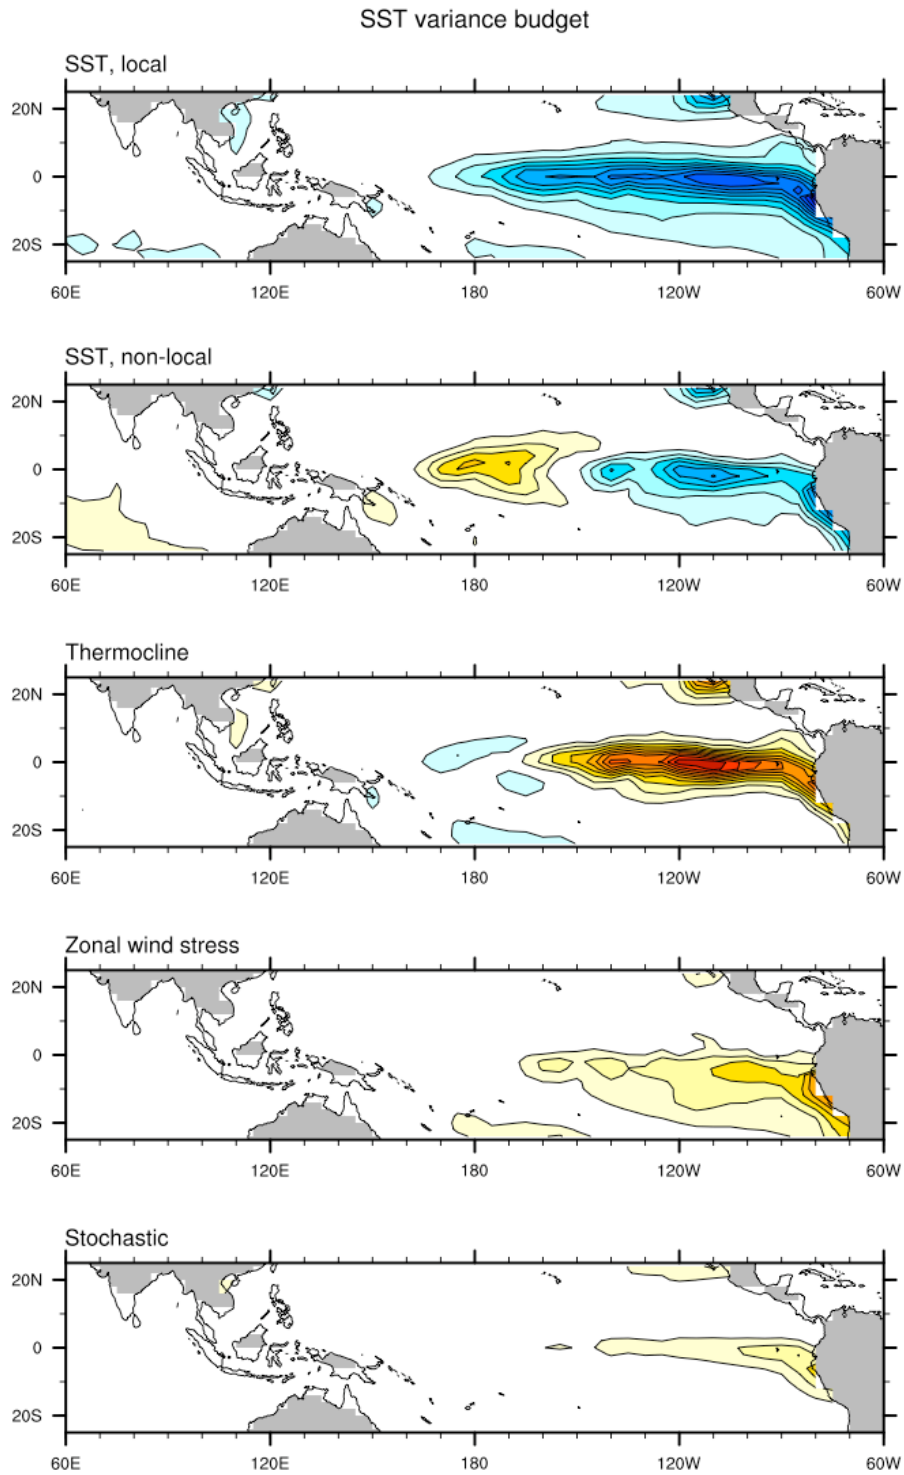 SST variance budget
SST, local
20N
0
20S
60E 120E 180 120W 60W
SST, non-local
20N
0
20S
60E 120E 180 120W 60W
Thermocline
20N
0
20S
60E 120E 180 120W 60W
Zonal wind stress
20N
0
20S
60E 120E 180 120W 60W
Stochastic
20N
0
20S
60E 120E 180 120W 60W